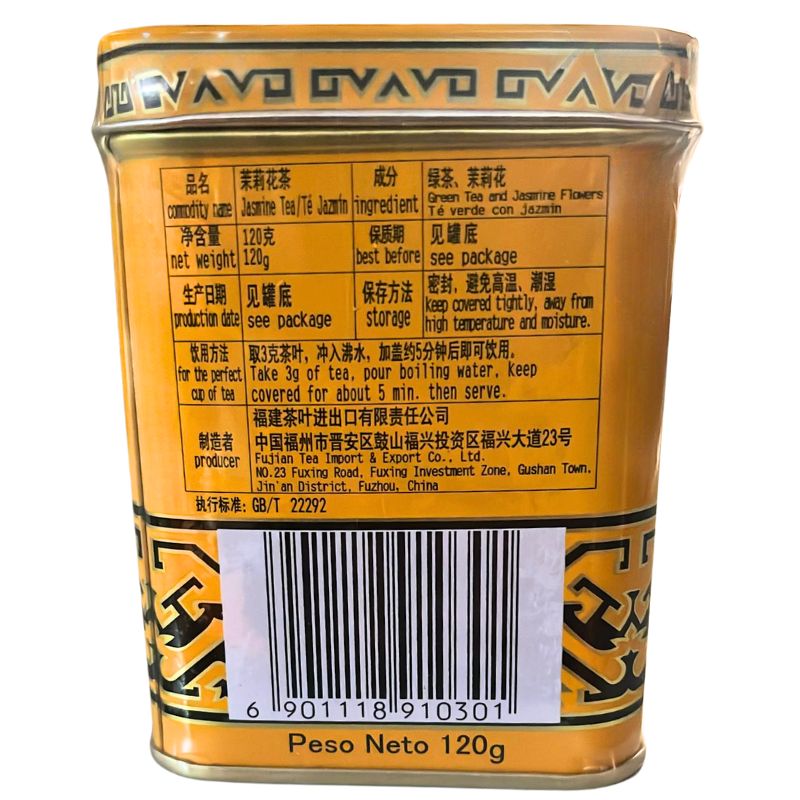 品名
commodity name
茉莉花茶
Jasmine Tea/Té Jazmín
成分
ingredient
绿茶、茉莉花
Green Tea and Jasmine Flowers
Té verde con jazmin
净含量
net weight
120克
120g
保质期
best before
见罐底
see package
生产日期
production date
见罐底
see package
保存方法
storage
密封，避免高温、潮湿
keep covered tightly, away from
high temperature and moisture.
饮用方法
for the perfect
cup of tea
取3克茶叶，冲入沸水，加盖约5分钟后即可饮用。
Take 3g of tea, pour boiling water, keep
covered for about 5 min. then serve.
制造者
producer
福建茶叶进出口有限责任公司
中国福州市晋安区鼓山福兴投资区福兴大道23号
Fujian Tea Import & Export Co., Ltd.
NO.23 Fuxing Road, Fuxing Investment Zone, Gushan Town,
Jin'an District, Fuzhou, China
执行标准：GB/T 22292
6 901118 910301
Peso Neto 120g